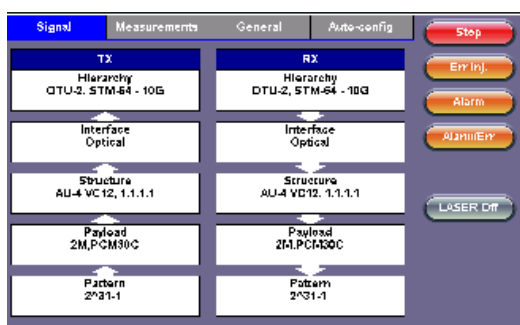 Signal Measurements General Auto-config
Stop
TX RX
Err Inj.
Hierarchy Hierarchy
OTU-2, STM-64 - 10G OTU-2, STM-64 - 10G
Alarm
Interface Interface
Optical Optical
Alarm/Err
Structure Structure
AU-4 VC12, 1.1.1.1 AU-4 VC12, 1.1.1.1
LASER Off
Payload Payload
2M,PCM30C 2M,PCM30C
Pattern Pattern
2^31-1 2^31-1